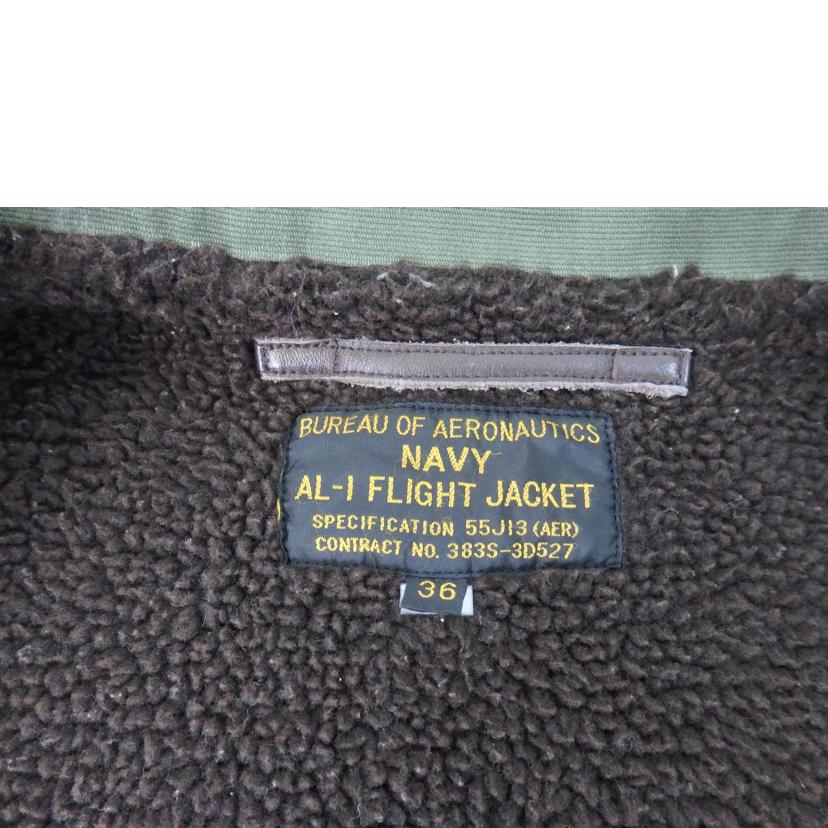 BUREAU OF AERONAUTICS
NAVY
AL-1 FLIGHT JACKET
SPECIFICATION 55J13 (AER)
CONTRACT NO. 383S-3D527
36